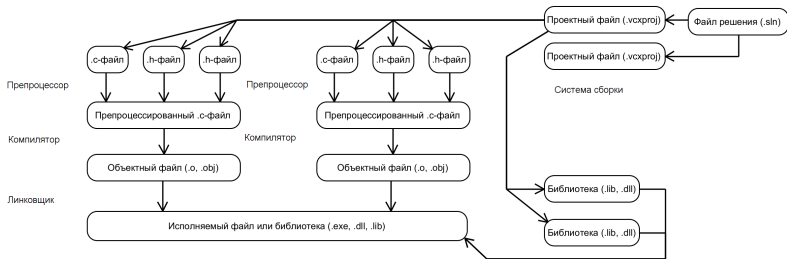 Проектный файл (.vcxproj)
Файл решения (.sln)
.c-файл
.h-файл
.h-файл
.c-файл
.h-файл
.h-файл
Проектный файл (.vcxproj)
Препроцессор
Препроцессор
Система сборки
Препроцессированный .c-файл
Препроцессированный .c-файл
Компилятор
Компилятор
Объектный файл (.o, .obj)
Объектный файл (.o, .obj)
Библиотека (.lib, .dll)
Линковщик
Исполняемый файл или библиотека (.exe, .dll, .lib)
Библиотека (.lib, .dll)